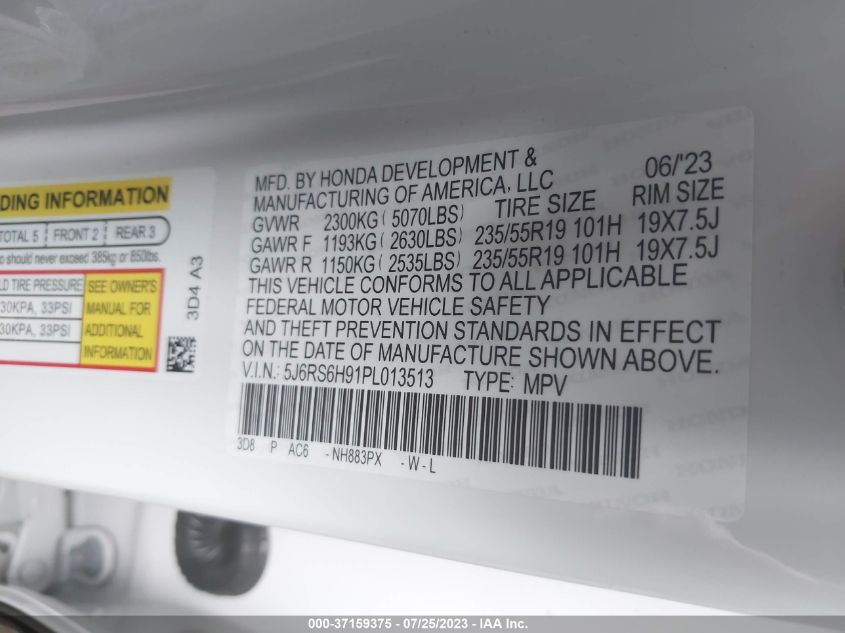 DING INFORMATION
TOTAL 5 FRONT 2 REAR 3
o should never exceed 385kg or 850lbs.
LD TIRE PRESSURE
30KPA, 33PSI
30KPA, 33PSI
SEE OWNER'S
MANUAL FOR
ADDITIONAL
INFORMATION
3D4 A3
MFD. BY HONDA DEVELOPMENT & 06/'23
MANUFACTURING OF AMERICA, LLC
GVWR 2300KG ( 5070LBS) TIRE SIZE RIM SIZE
GAWR F 1193KG ( 2630LBS) 235/55R19 101H 19X7.5J
GAWR R 1150KG ( 2535LBS) 235/55R19 101H 19X7.5J
THIS VEHICLE CONFORMS TO ALL APPLICABLE
FEDERAL MOTOR VEHICLE SAFETY
AND THEFT PREVENTION STANDARDS IN EFFECT
ON THE DATE OF MANUFACTURE SHOWN ABOVE.
V.I.N.: 5J6RS6H91PL013513 TYPE: MPV
3D8 P AC6 - NH883PX - W - L
000-37159375 - 07/25/2023 - IAA Inc.